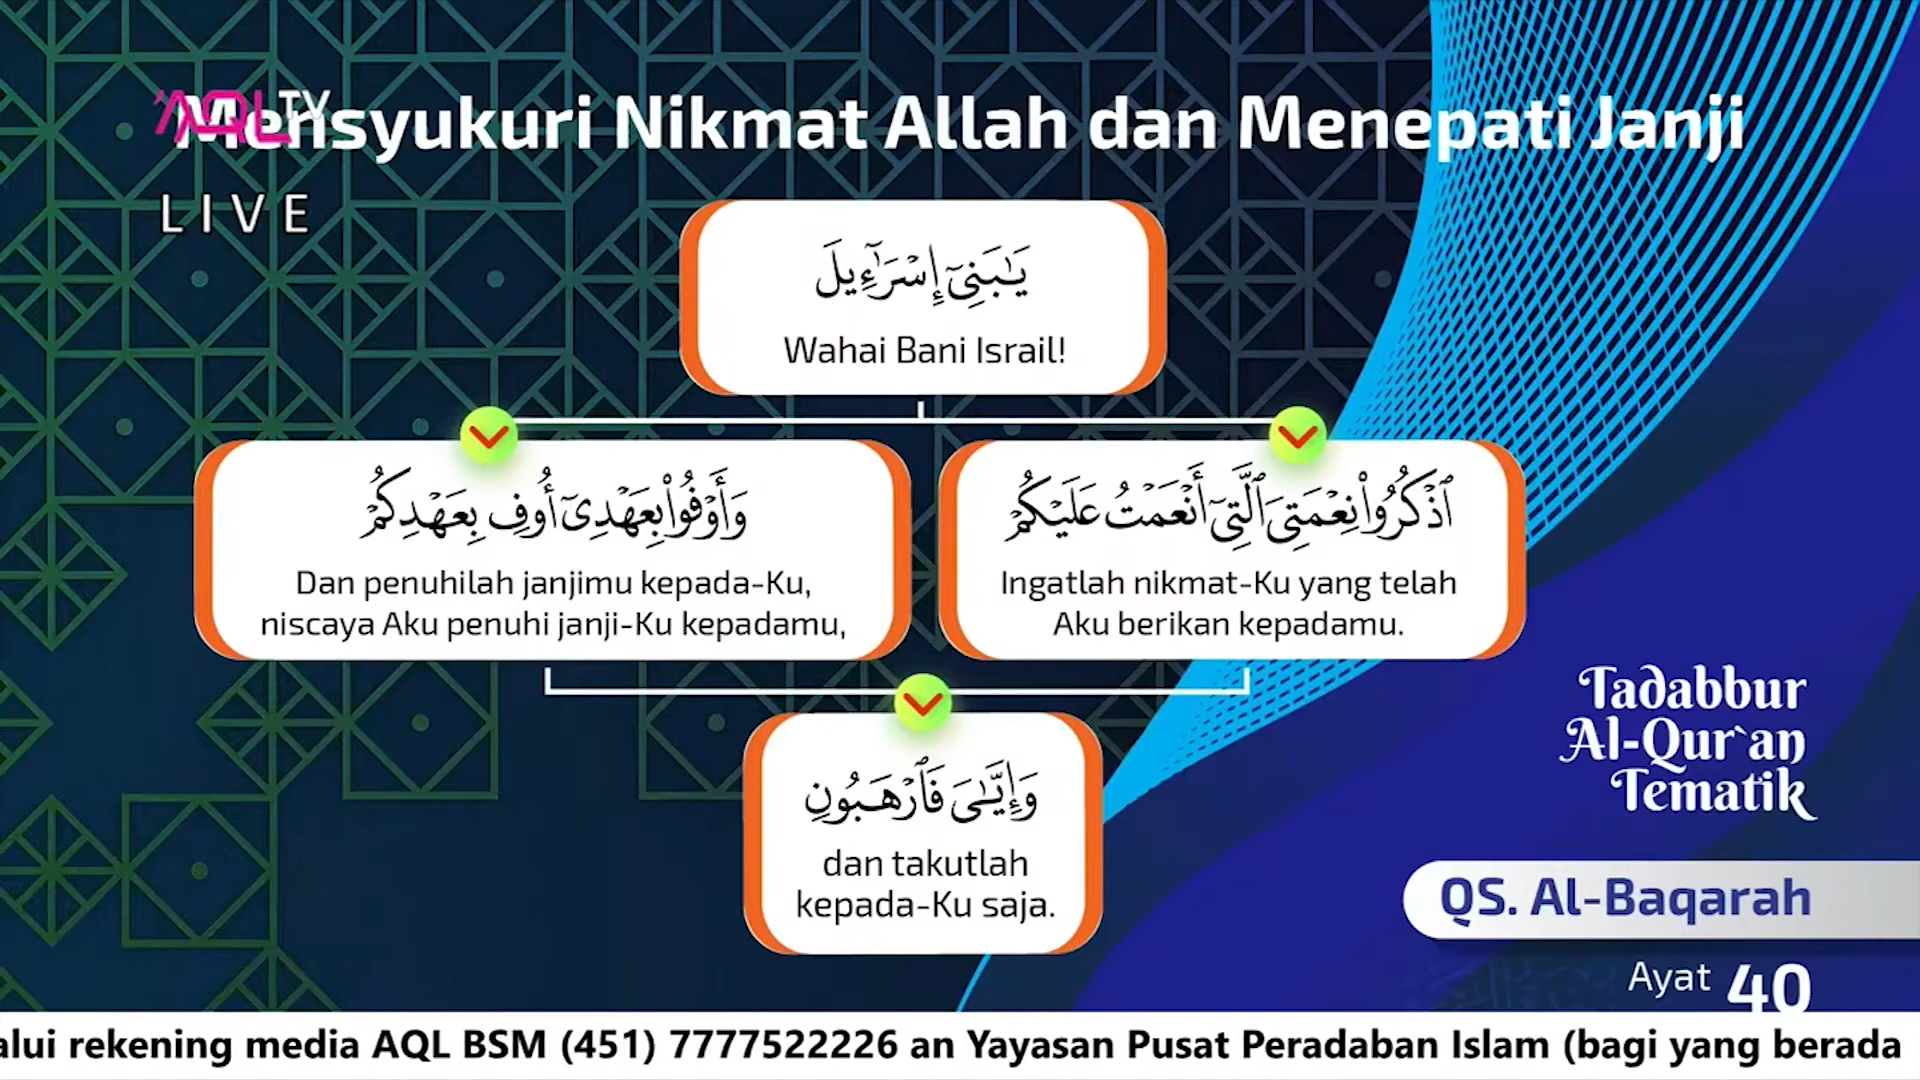 Mensyukuri Nikmat Allah dan Menepati Janji
AQLTV
LIVE
يَـٰبَنِىٓ إِسْرَٰٓءِيلَ
Wahai Bani Israil!
ٱذْكُرُوا۟ نِعْمَتِىَ ٱلَّتِىٓ أَنْعَمْتُ عَلَيْكُمْ
Ingatlah nikmat-Ku yang telah
Aku berikan kepadamu.
وَأَوْفُوا۟ بِعَهْدِىٓ أُوفِ بِعَهْدِكُمْ
Dan penuhilah janjimu kepada-Ku,
niscaya Aku penuhi janji-Ku kepadamu,
وَإِيَّـٰىَ فَٱرْهَبُونِ
dan takutlah
kepada-Ku saja.
Tadabbur
Al-Qur`an
Tematik
QS. Al-Baqarah
Ayat 40
alui rekening media AQL BSM (451) 7777522226 an Yayasan Pusat Peradaban Islam (bagi yang berada